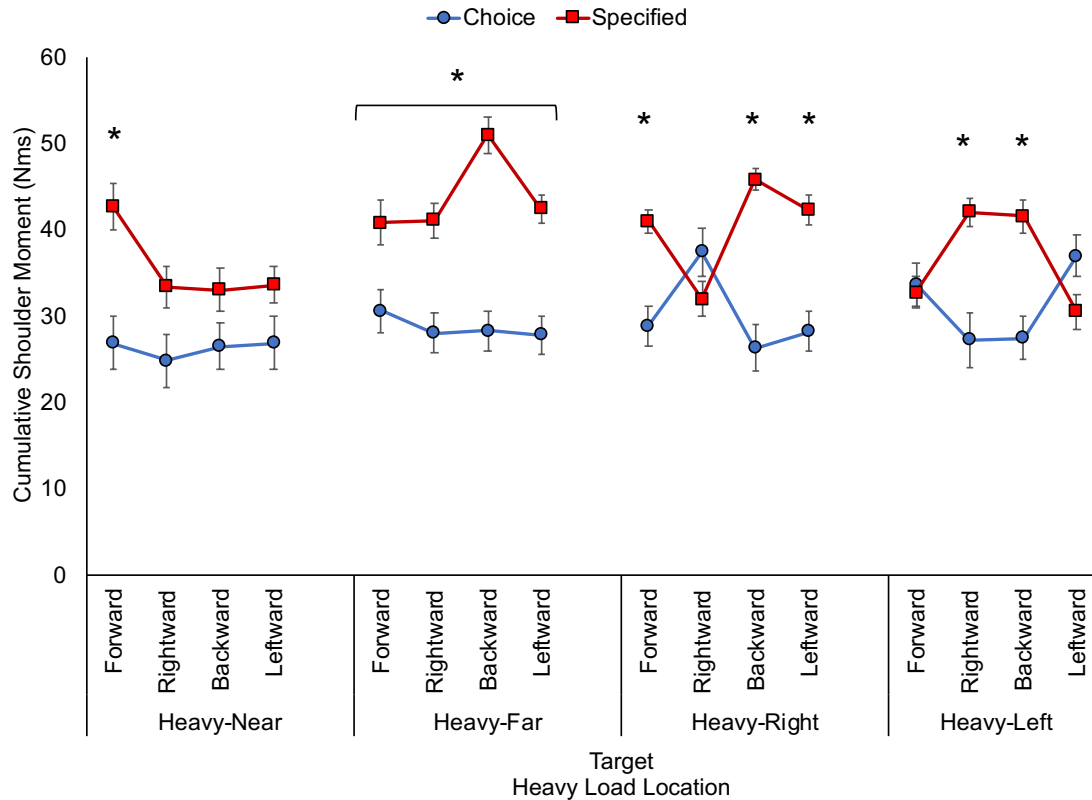 Choice Specified
60
50
40
30
20
10
0
Cumulative Shoulder Moment (Nms)
* * * * * * *
Forward Rightward Backward Leftward Forward Rightward Backward Leftward Forward Rightward Backward Leftward Forward Rightward Backward Leftward
Heavy-Near Heavy-Far Heavy-Right Heavy-Left
Target
Heavy Load Location